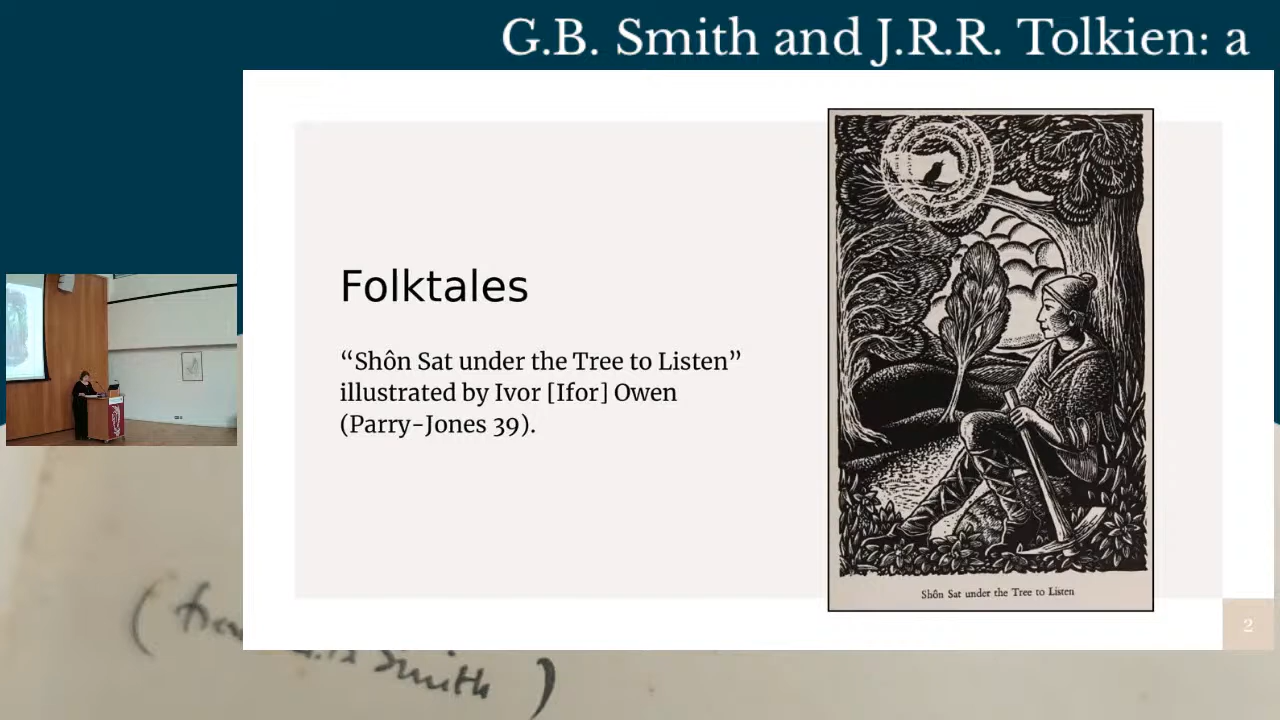 G.B. Smith and J.R.R. Tolkien: a
Folktales
“Shôn Sat under the Tree to Listen”
illustrated by Ivor [Ifor] Owen
(Parry-Jones 39).
Shôn Sat under the Tree to Listen
2
(
Smith )